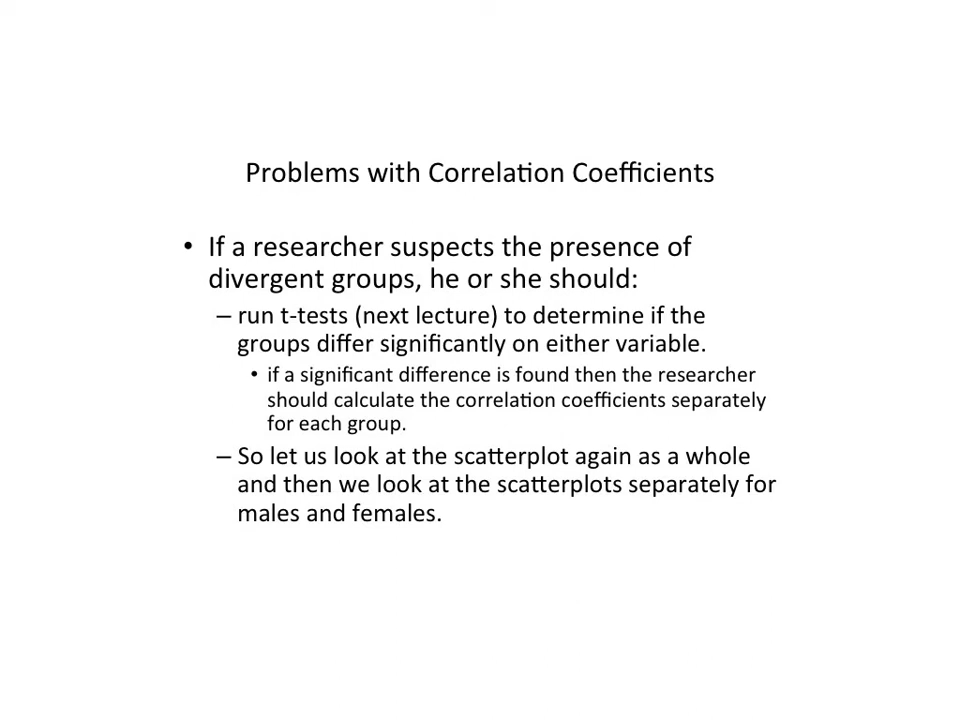 Problems with Correlation Coefficients
• If a researcher suspects the presence of
divergent groups, he or she should:
– run t-tests (next lecture) to determine if the
groups differ significantly on either variable.
• if a significant difference is found then the researcher
should calculate the correlation coefficients separately
for each group.
– So let us look at the scatterplot again as a whole
and then we look at the scatterplots separately for
males and females.